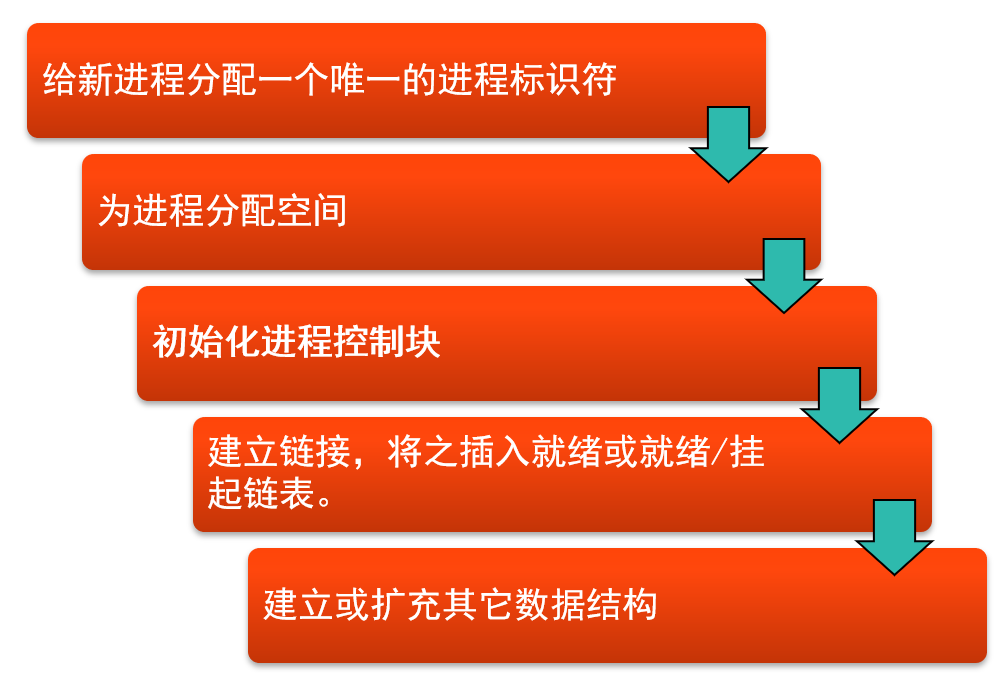 给新进程分配一个唯一的进程标识符
为进程分配空间
初始化进程控制块
建立链接，将之插入就绪或就绪/挂
起链表。
建立或扩充其它数据结构